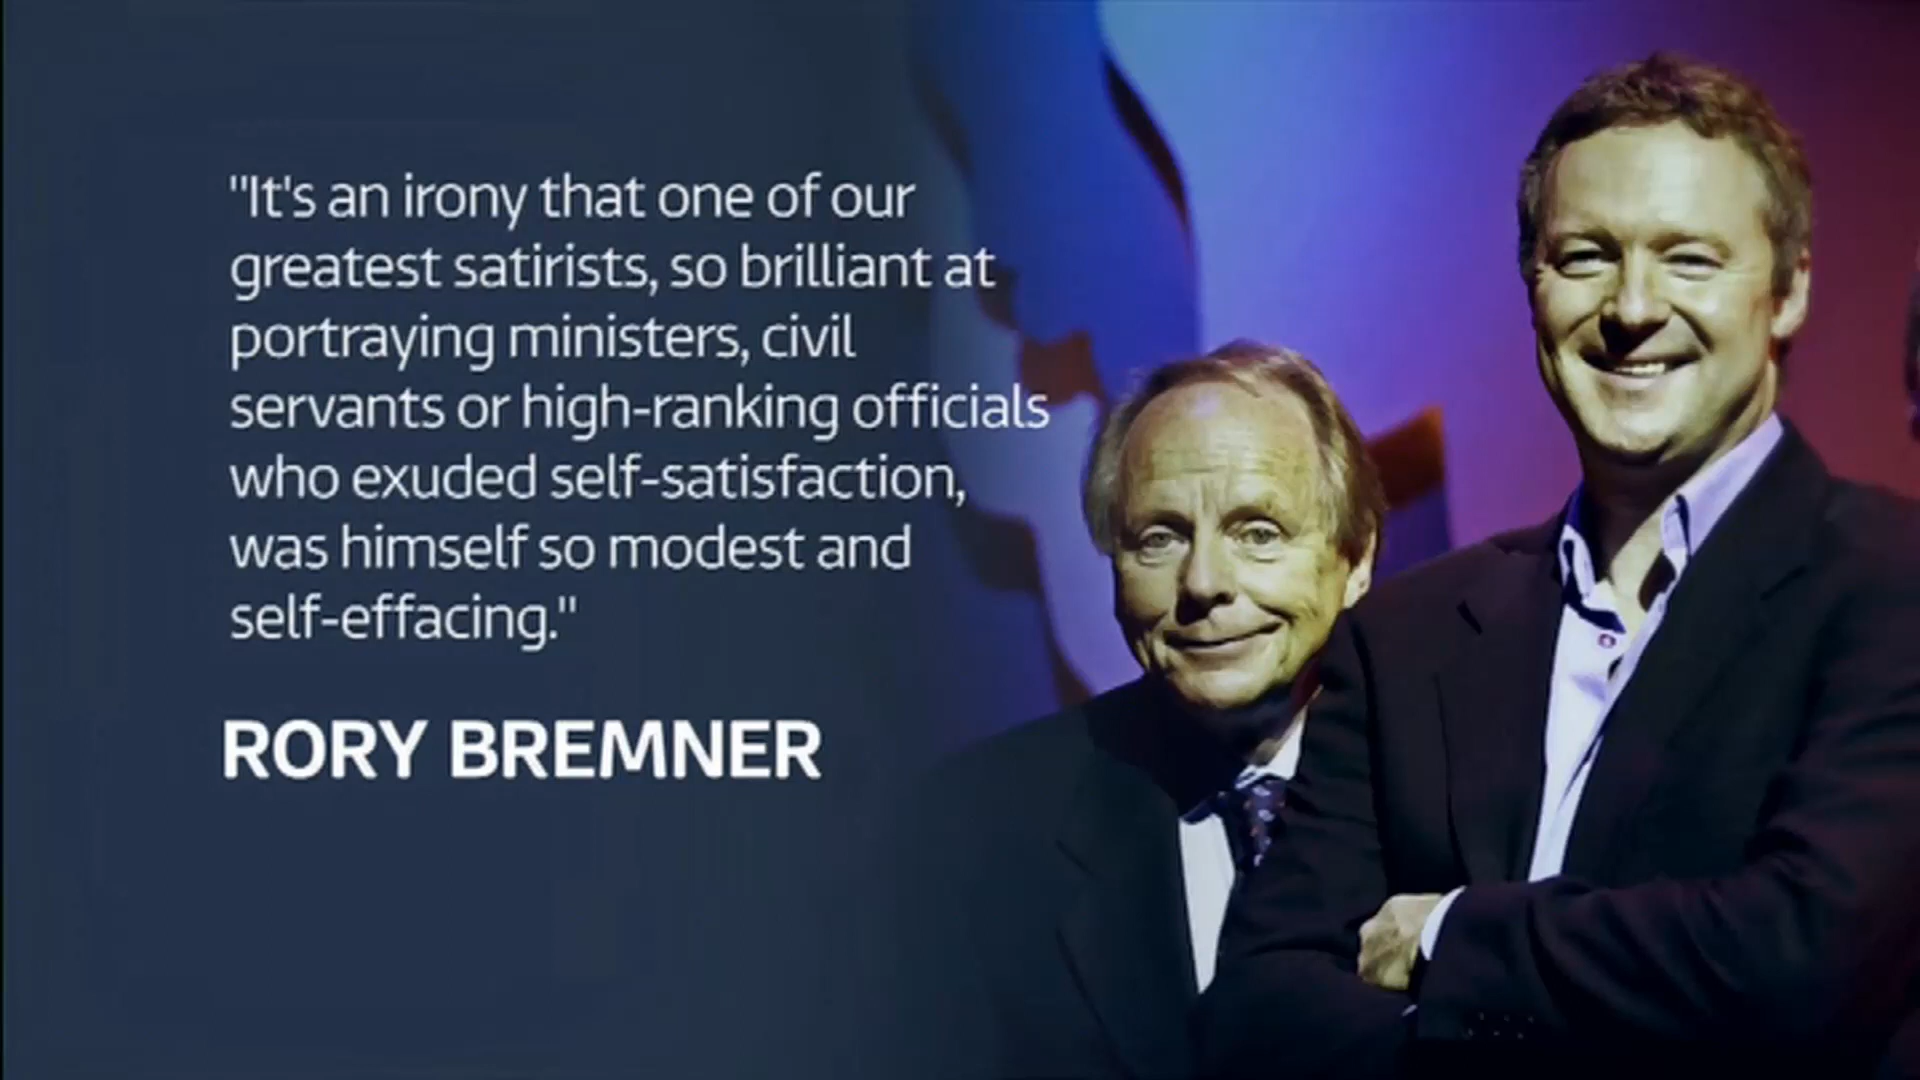 "It's an irony that one of our
greatest satirists, so brilliant at
portraying ministers, civil
servants or high-ranking officials
who exuded self-satisfaction,
was himself so modest and
self-effacing."
RORY BREMNER